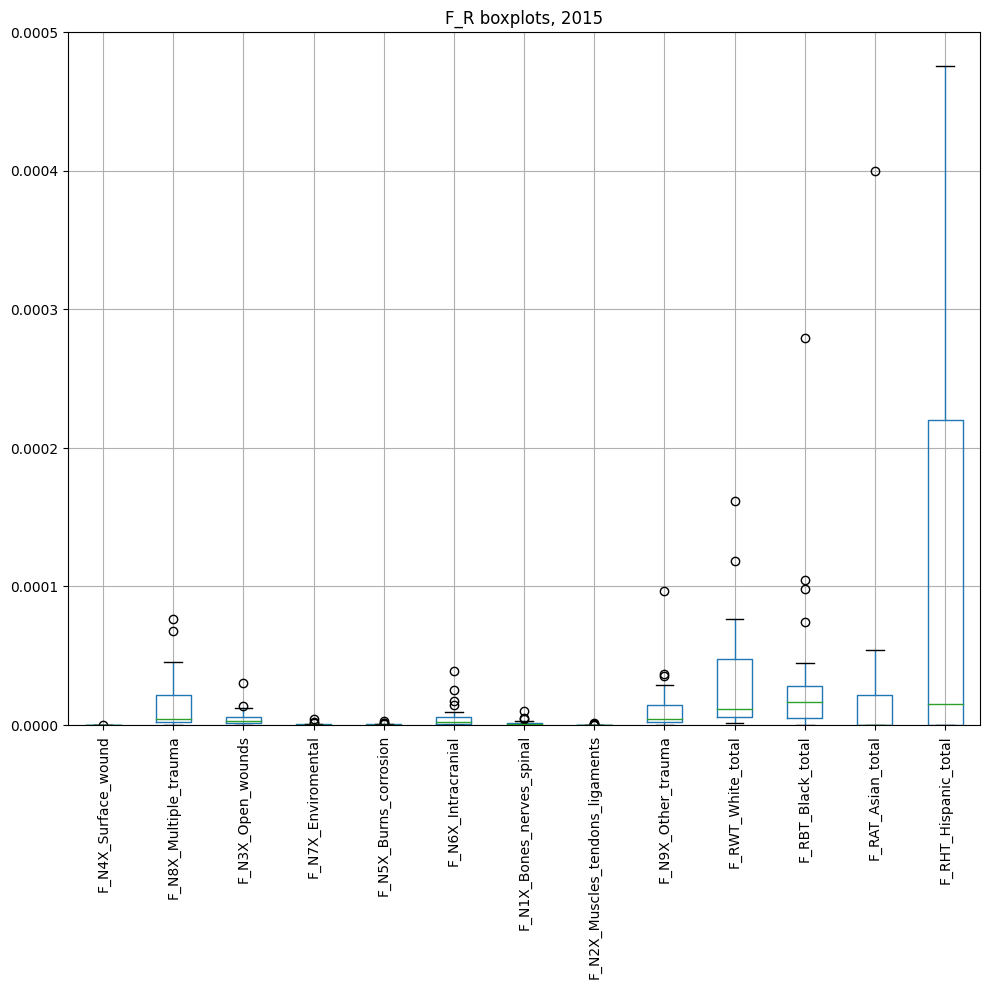 F_R boxplots, 2015
0.0005
0.0004
0.0003
0.0002
0.0001
0.0000
F_N4X_Surface_wound
F_N8X_Multiple_trauma
F_N3X_Open_wounds
F_N7X_Enviromental
F_N5X_Burns_corrosion
F_N6X_Intracranial
F_N1X_Bones_nerves_spinal
F_N2X_Muscles_tendons_ligaments
F_N9X_Other_trauma
F_RWT_White_total
F_RBT_Black_total
F_RAT_Asian_total
F_RHT_Hispanic_total